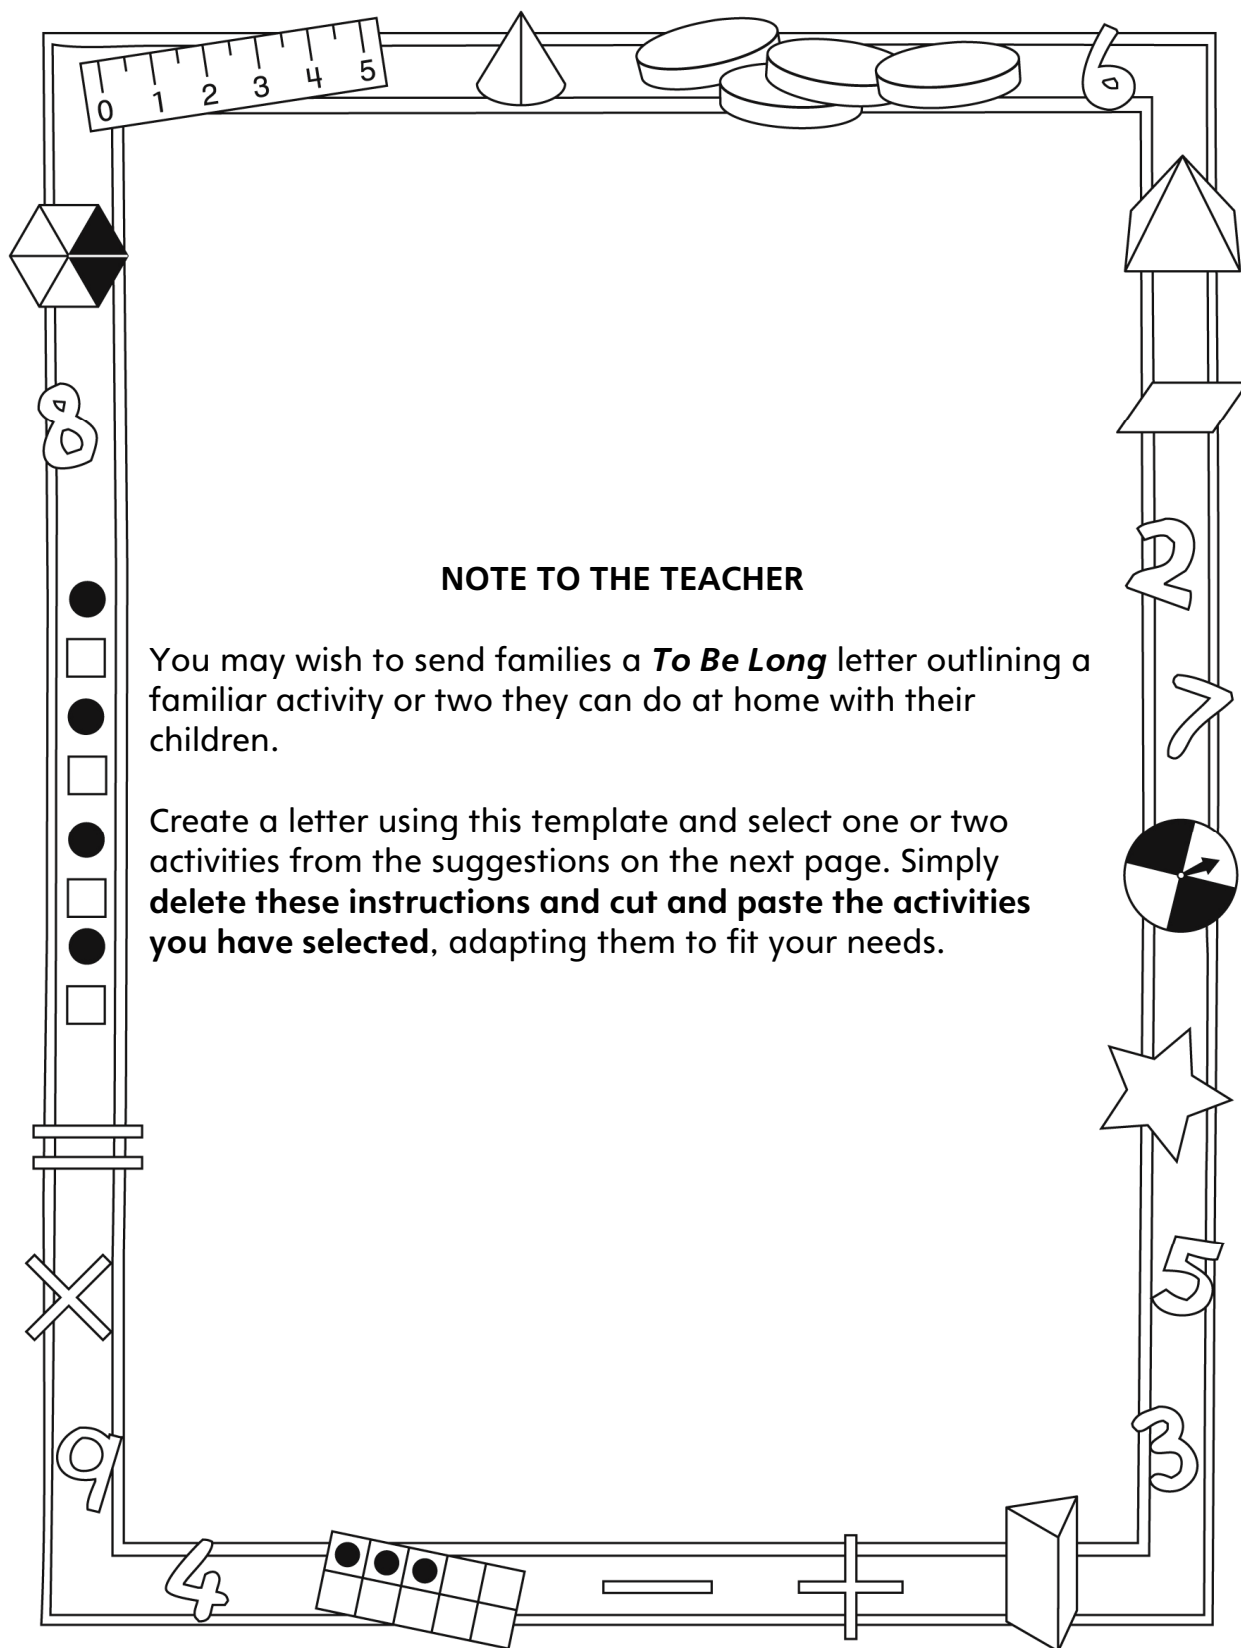 0 1 2 3 4 5
6
8
2
NOTE TO THE TEACHER
You may wish to send families a To Be Long letter outlining a
familiar activity or two they can do at home with their
children.
7
Create a letter using this template and select one or two
activities from the suggestions on the next page. Simply
delete these instructions and cut and paste the activities
you have selected, adapting them to fit your needs.
=
5
×
3
9
4
− +